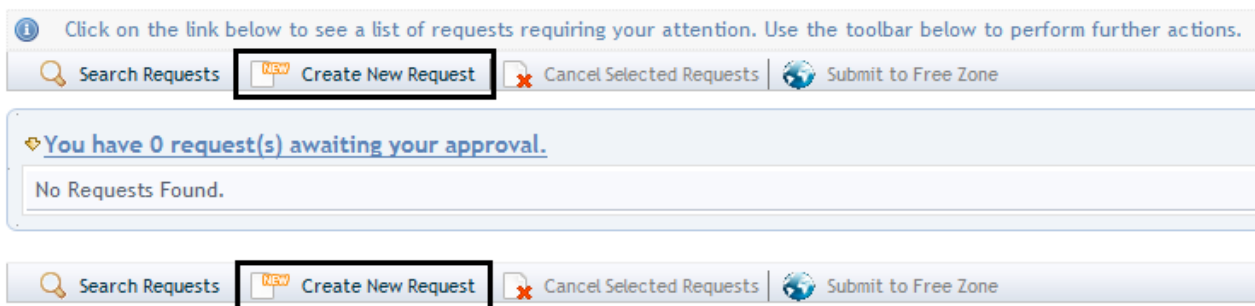 Click on the link below to see a list of requests requiring your attention. Use the toolbar below to perform further actions.
Search Requests NEW Create New Request Cancel Selected Requests Submit to Free Zone
You have 0 request(s) awaiting your approval.
No Requests Found.
Search Requests NEW Create New Request Cancel Selected Requests Submit to Free Zone